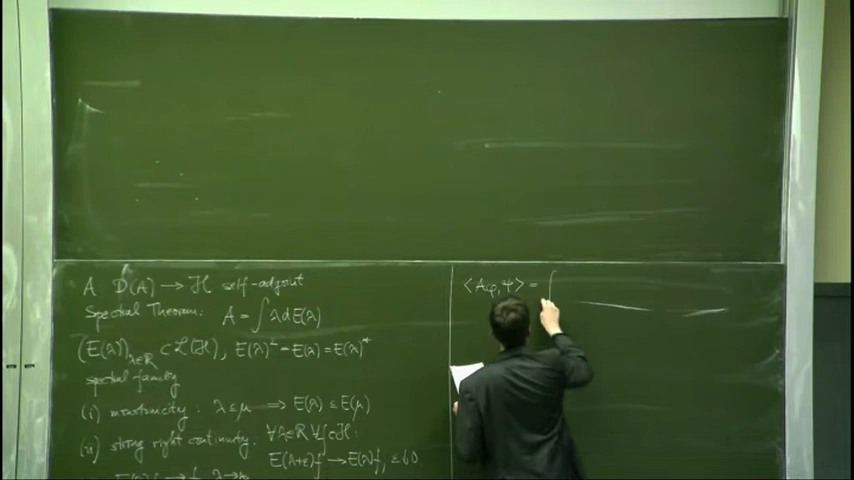 A D(A) → ℋ self-adjoint
Spectral Theorem: A = ∫ λ dE(λ)
(E(λ))λ∈ℝ ⊂ ℒ(ℋ), E(λ)² = E(λ) = E(λ)*
spectral family
(i) monotonicity: λ ≤ μ ⟹ E(λ) ≤ E(μ)
(ii) strong right continuity. ∀λ∈ℝ ∀f∈ℋ:
E(λ+ε)f → E(λ)f, ε↓0
⟨Aφ, ψ⟩ = ∫